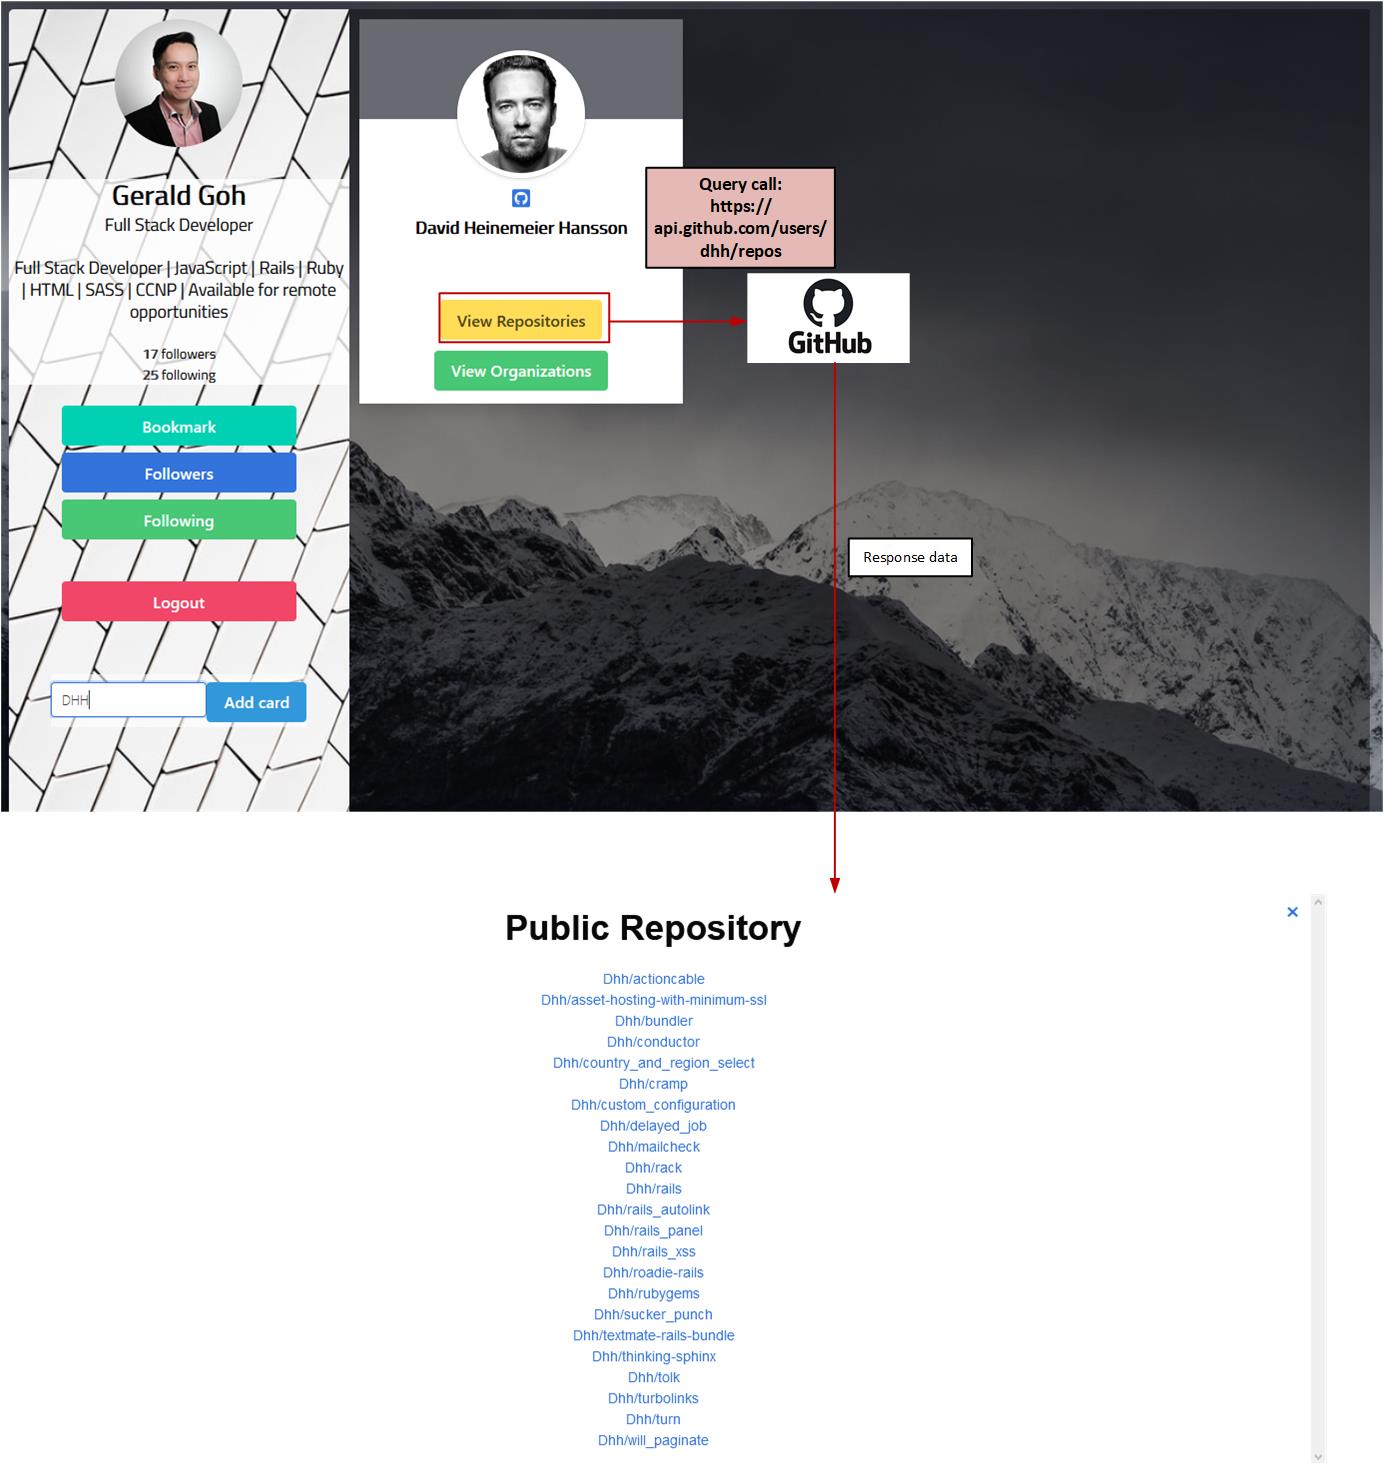 Gerald Goh
Full Stack Developer
Full Stack Developer | JavaScript | Rails | Ruby
| HTML | SASS | CCNP | Available for remote
opportunities
17 followers
25 following
Bookmark
Followers
Following
Logout
DHH
Add card
David Heinemeier Hansson
View Repositories
View Organizations
Query call:
https://
api.github.com/users/
dhh/repos
GitHub
Response data
Public Repository
Dhh/actioncable
Dhh/asset-hosting-with-minimum-ssl
Dhh/bundler
Dhh/conductor
Dhh/country_and_region_select
Dhh/cramp
Dhh/custom_configuration
Dhh/delayed_job
Dhh/mailcheck
Dhh/rack
Dhh/rails
Dhh/rails_autolink
Dhh/rails_panel
Dhh/rails_xss
Dhh/roadie-rails
Dhh/rubygems
Dhh/sucker_punch
Dhh/textmate-rails-bundle
Dhh/thinking-sphinx
Dhh/tolk
Dhh/turbolinks
Dhh/turn
Dhh/will_paginate